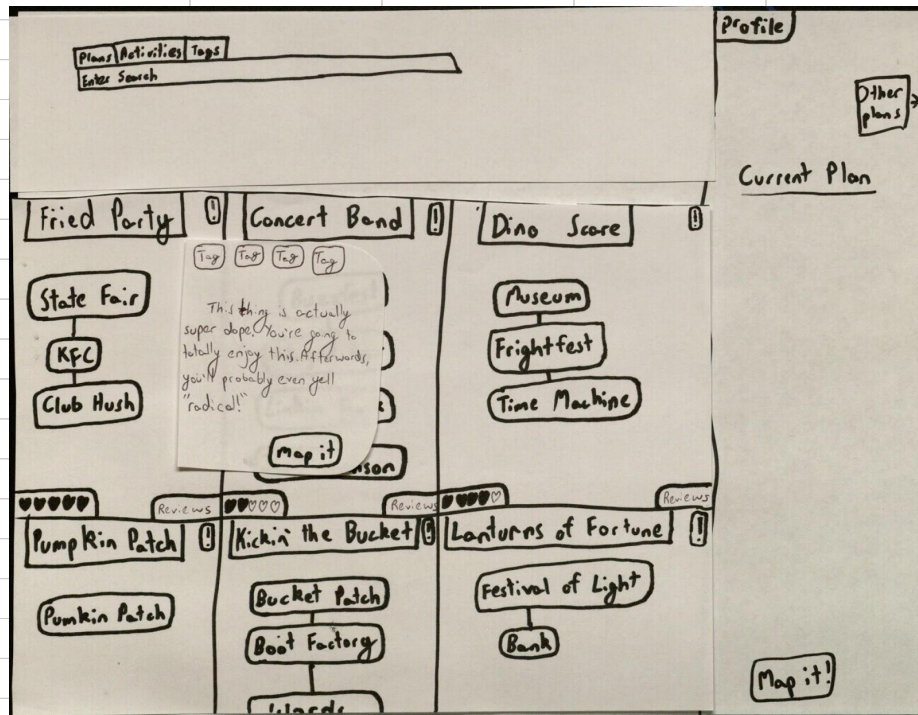 Profile
Plans Activities Tags
Enter Search
Other
plans
Current Plan
Fried Party !
Concert Band !
Dino Scare !
Tag Tag Tag Tag
This thing is actually
super dope. You're going to
totally enjoy this. Afterwords,
you'll probably even yell
"radical!"
Map it
State Fair
KFC
Club Hush
Museum
Frightfest
Time Machine
Reviews
Reviews
Reviews
Pumpkin Patch !
Kickin' the Bucket !
Lanturns of Fortune !
Pumkin Patch
Bucket Patch
Boot Factory
Festival of Light
Bank
Map it!